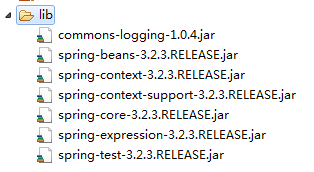 lib
commons-logging-1.0.4.jar
spring-beans-3.2.3.RELEASE.jar
spring-context-3.2.3.RELEASE.jar
spring-context-support-3.2.3.RELEASE.jar
spring-core-3.2.3.RELEASE.jar
spring-expression-3.2.3.RELEASE.jar
spring-test-3.2.3.RELEASE.jar